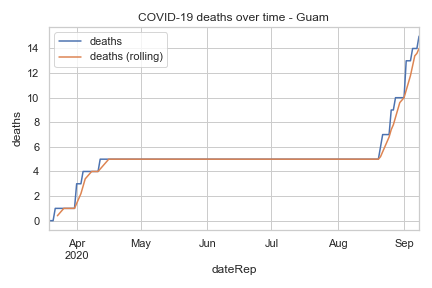 COVID-19 deaths over time - Guam
deaths
deaths (rolling)
14
12
10
8
6
4
2
0
deaths
Apr May Jun Jul Aug Sep
2020
dateRep